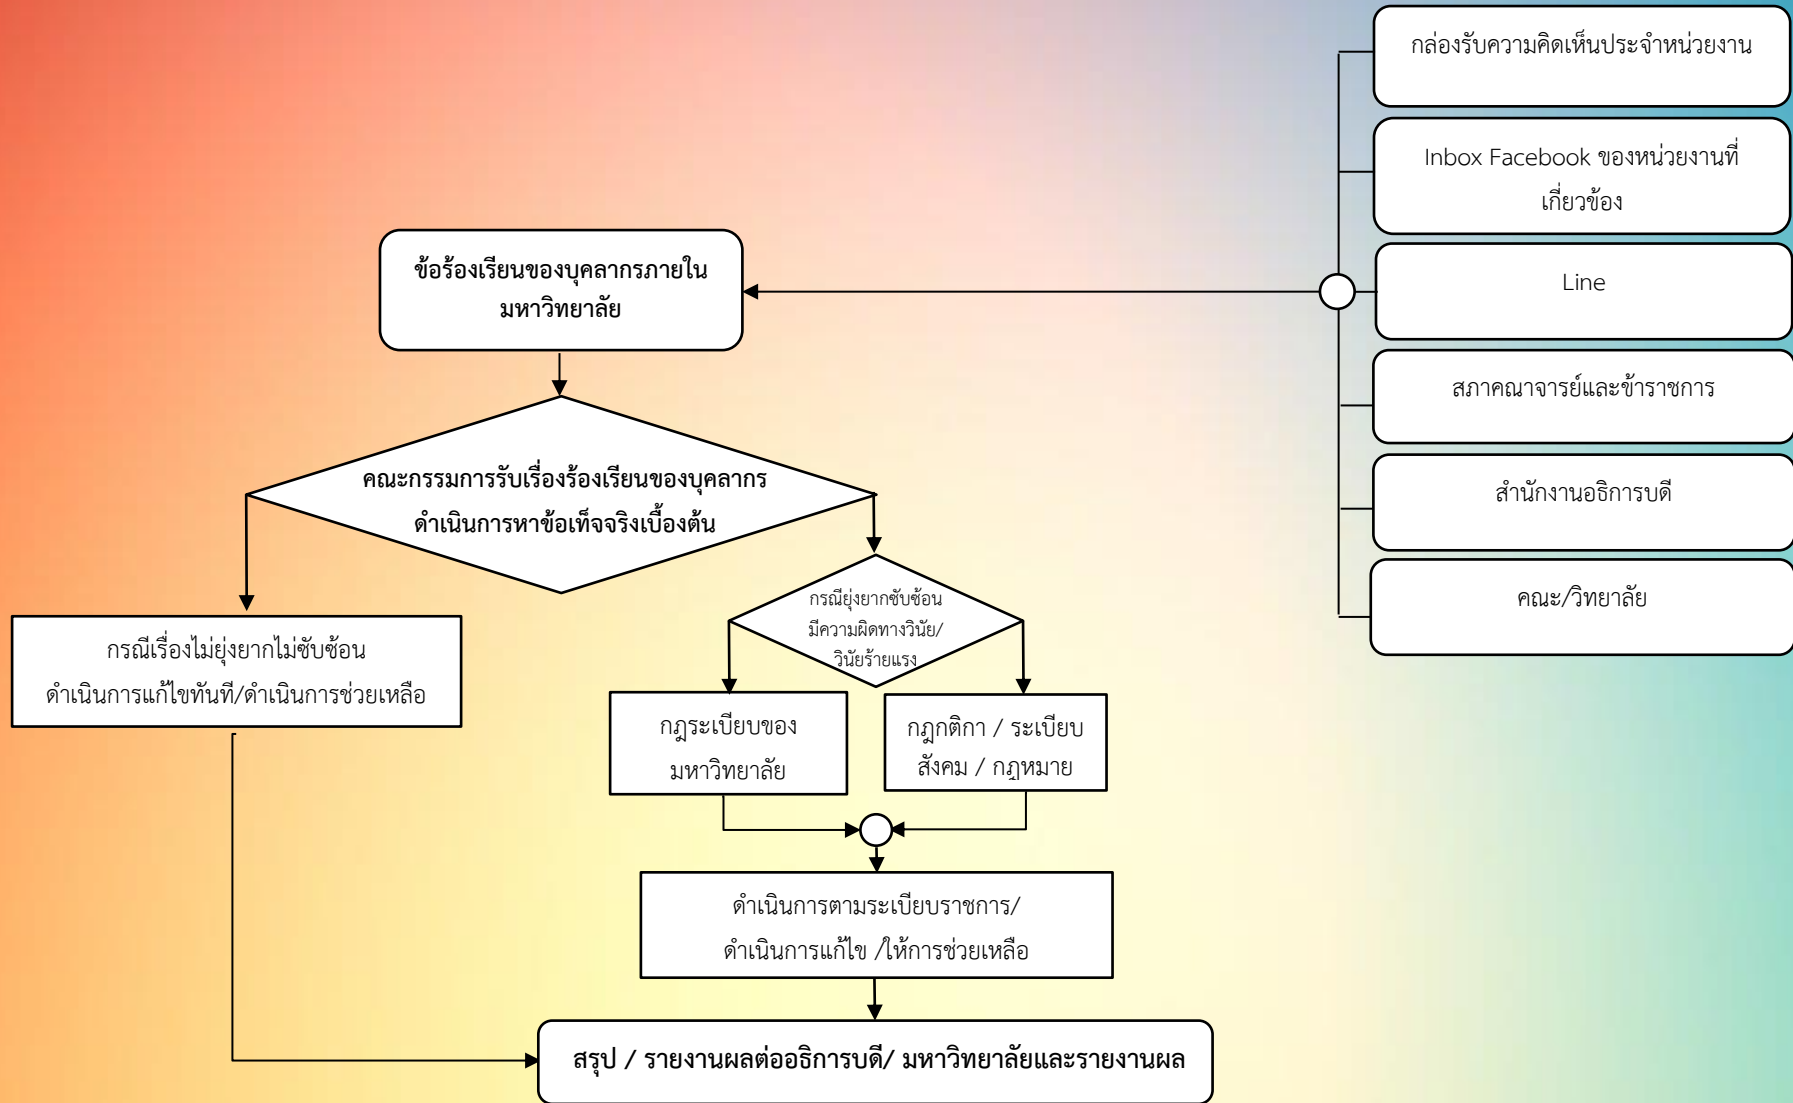 กล่องรับความคิดเห็นประจำหน่วยงาน
Inbox Facebook ของหน่วยงานที่
เกี่ยวข้อง
Line
สภาคณาจารย์และข้าราชการ
สำนักงานอธิการบดี
คณะ/วิทยาลัย
ข้อร้องเรียนของบุคลากรภายใน
มหาวิทยาลัย
คณะกรรมการรับเรื่องร้องเรียนของบุคลากร
ดำเนินการหาข้อเท็จจริงเบื้องต้น
กรณีเรื่องไม่ยุ่งยากไม่ซับซ้อน
ดำเนินการแก้ไขทันที/ดำเนินการช่วยเหลือ
กรณียุ่งยากซับซ้อน
มีความผิดทางวินัย/
วินัยร้ายแรง
กฎระเบียบของ
มหาวิทยาลัย
กฎกติกา / ระเบียบ
สังคม / กฎหมาย
ดำเนินการตามระเบียบราชการ/
ดำเนินการแก้ไข /ให้การช่วยเหลือ
สรุป / รายงานผลต่ออธิการบดี/ มหาวิทยาลัยและรายงานผล